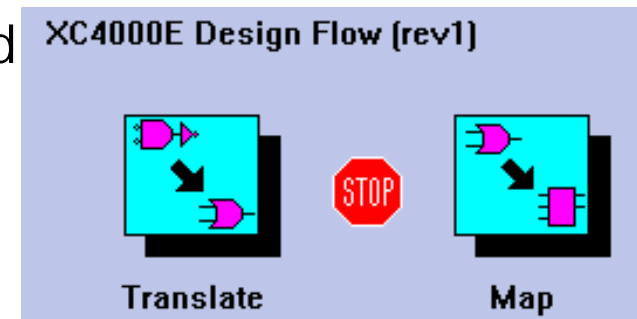 d
XC4000E Design Flow (rev1)
STOP
Translate
Map